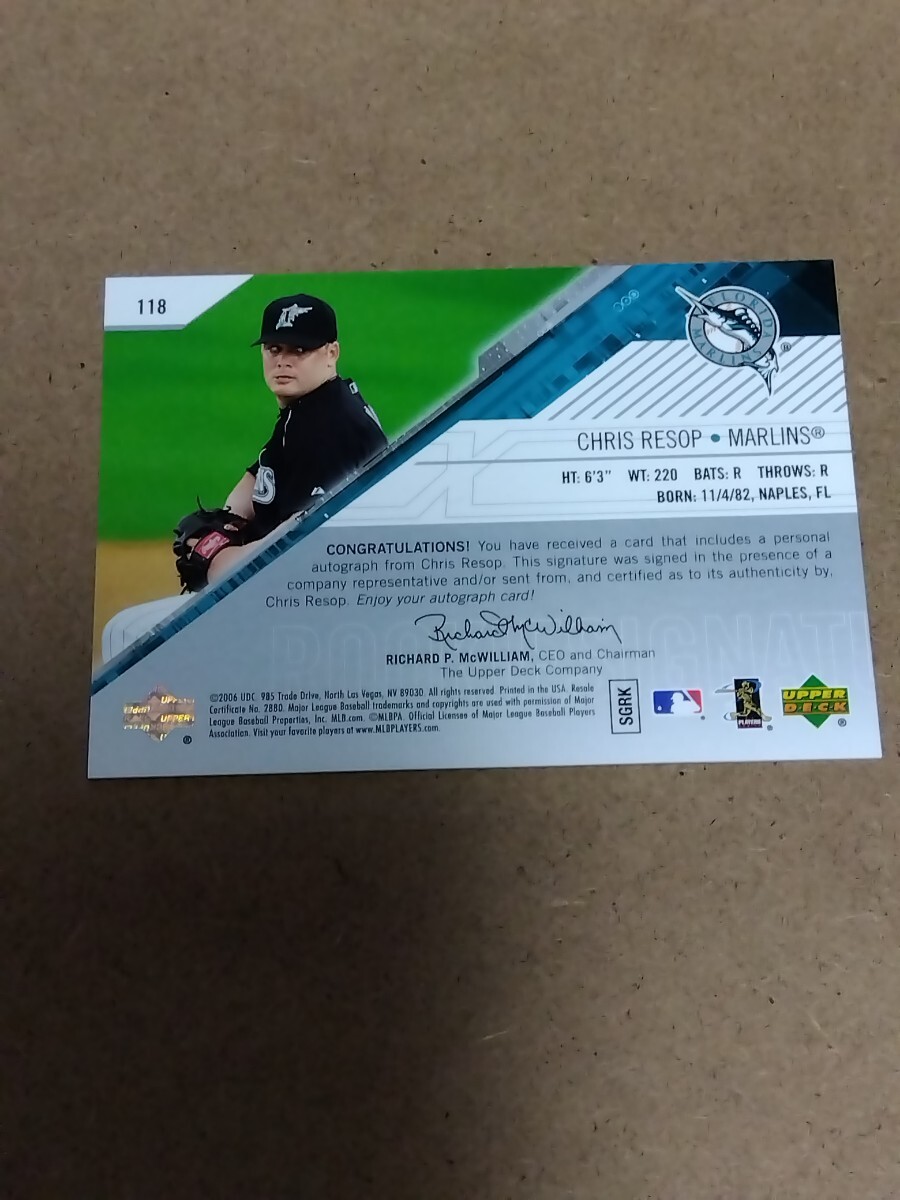 118
FLORIDA MARLINS ®
CHRIS RESOP • MARLINS®
HT: 6'3" WT: 220 BATS: R THROWS: R
BORN: 11/4/82, NAPLES, FL
CONGRATULATIONS! You have received a card that includes a personal
autograph from Chris Resop. This signature was signed in the presence of a
company representative and/or sent from, and certified as to its authenticity by,
Chris Resop. Enjoy your autograph card!
Richard P. McWilliam
RICHARD P. McWILLIAM, CEO and Chairman
The Upper Deck Company
©2006 UDC. 985 Trade Drive, North Las Vegas, NV 89030. All rights reserved. Printed in the USA. Resale
Certificate No. 2880. Major League Baseball trademarks and copyrights are used with permission of Major
League Baseball Properties, Inc. MLB.com. ©MLBPA. Official Licensee of Major League Baseball Players
Association. Visit your favorite players at www.MLBPLAYERS.com.
SGRK
PLAYERS
UPPER
DECK
®
UPPER